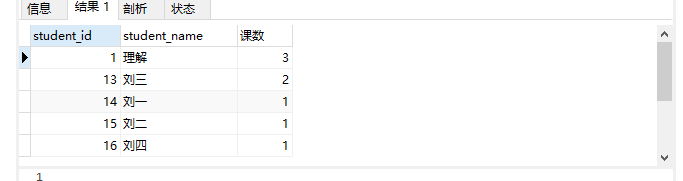 信息 结果 1 剖析 状态
student_id student_name 课数
1 理解 3
13 刘三 2
14 刘一 1
15 刘二 1
16 刘四 1
1